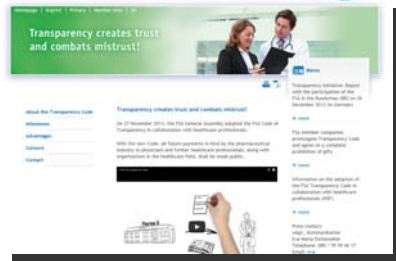 Homepage | Imprint | Privacy | Member Area | DE
Transparency creates trust
and combats mistrust!
News
Transparency Initiative: Report
with the participation of the
FSA in the Rundschau (BR) on 26
December 2013 (in German)
more
About the Transparency Code
Milestones
Advantages
Consent
Contact
Transparency creates trust and combats mistrust!
On 27 November 2013, the FSA General Assembly adopted the FSA Code of
Transparency in collaboration with healthcare professionals.
With the new Code, all future payments in kind by the pharmaceutical
industry to physicians and further healthcare professionals, along with
organisations in the healthcare field, shall be made public.
FSA member companies
promulgate Transparency Code
and agree on a complete
prohibition of gifts
more
Information on the adoption of
the FSA Transparency Code in
collaboration with healthcare
professionals (PDF).
more
Press contact:
Telephone:
Email: